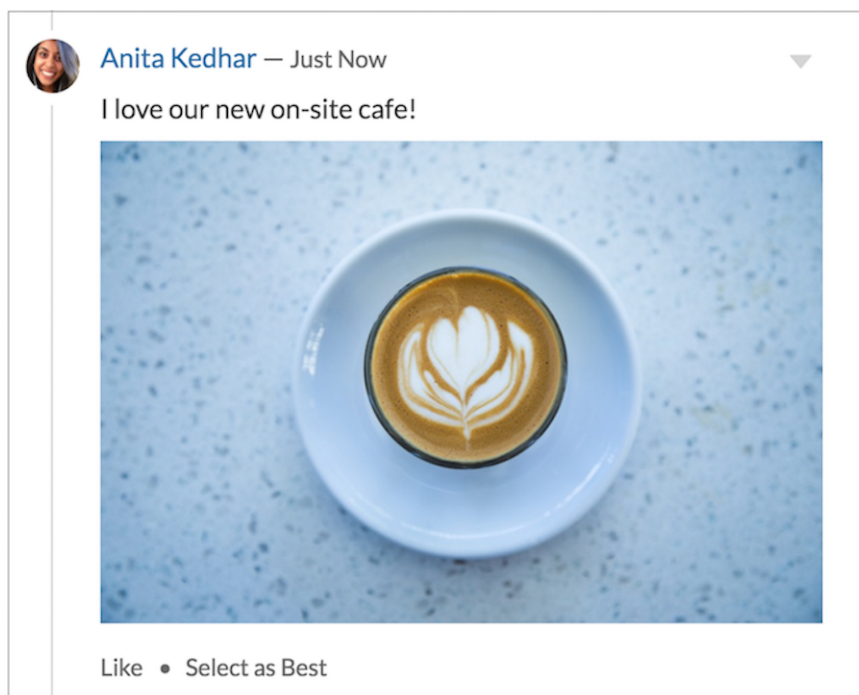 Anita Kedhar — Just Now
I love our new on-site cafe!
Like • Select as Best